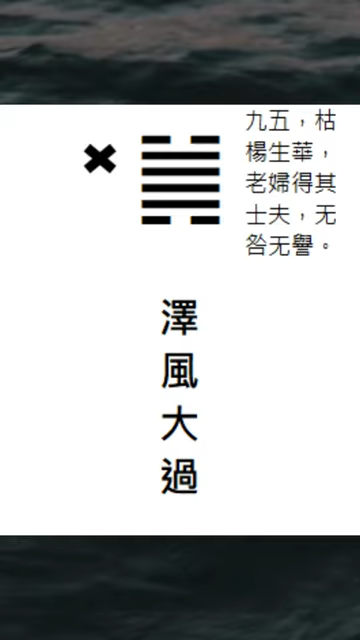 九五，枯
楊生華，
老婦得其
士夫，无
咎无譽。
澤風大過